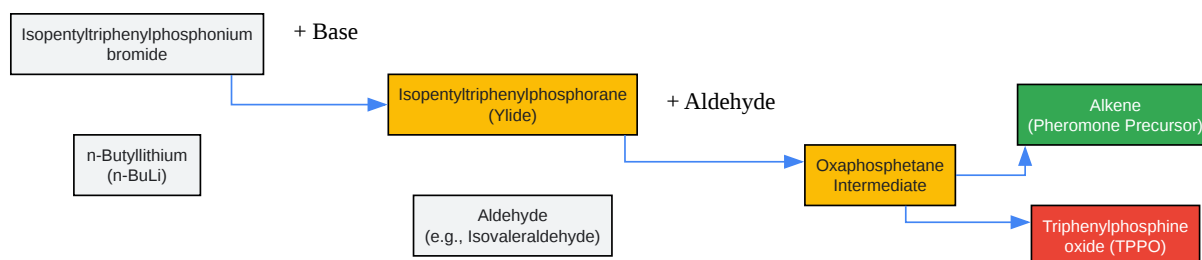 Isopentyltriphenylphosphonium
bromide
+ Base
Isopentyltriphenylphosphorane
(Ylide)
+ Aldehyde
Alkene
(Pheromone Precursor)
n-Butyllithium
(n-BuLi)
Oxaphosphetane
Intermediate
Aldehyde
(e.g., Isovaleraldehyde)
Triphenylphosphine
oxide (TPPO)